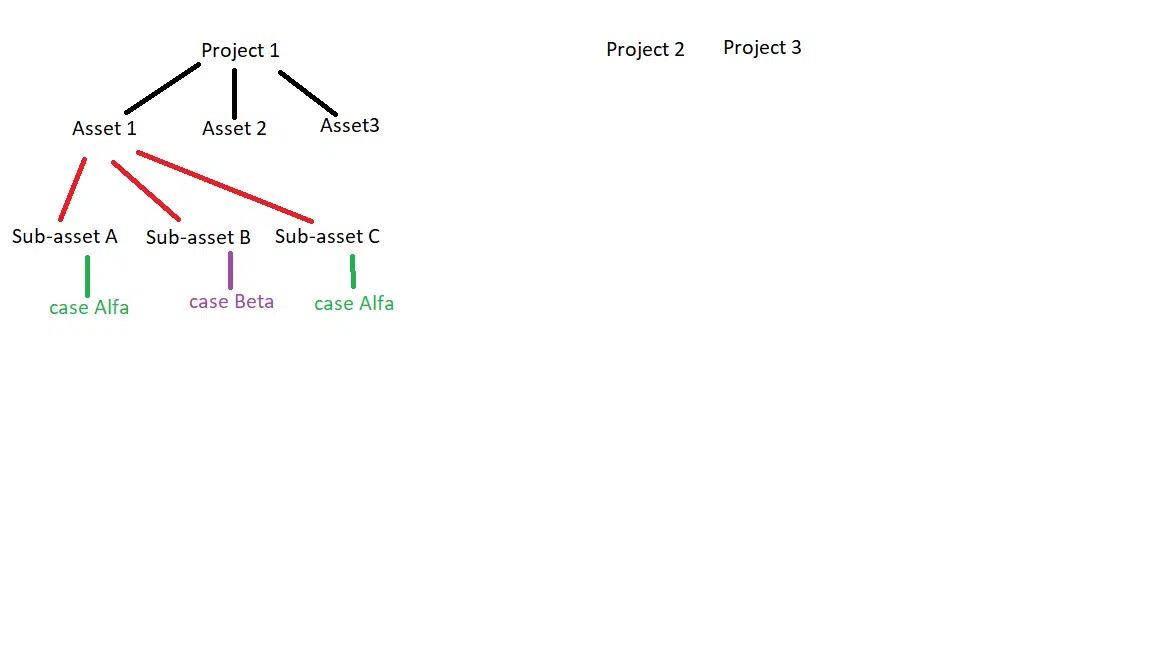 Project 1
Project 2
Project 3
Asset 1
Asset 2
Asset3
Sub-asset A
Sub-asset B
Sub-asset C
case Alfa
case Beta
case Alfa